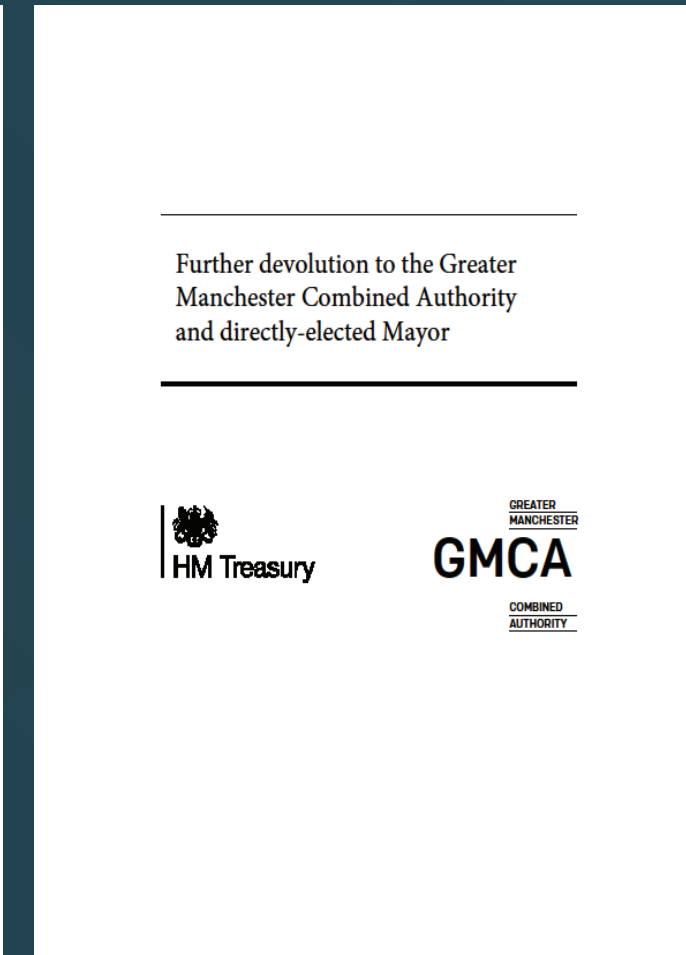 Further devolution to the Greater
Manchester Combined Authority
and directly-elected Mayor
HM Treasury
GREATER
MANCHESTER
GMCA
COMBINED
AUTHORITY